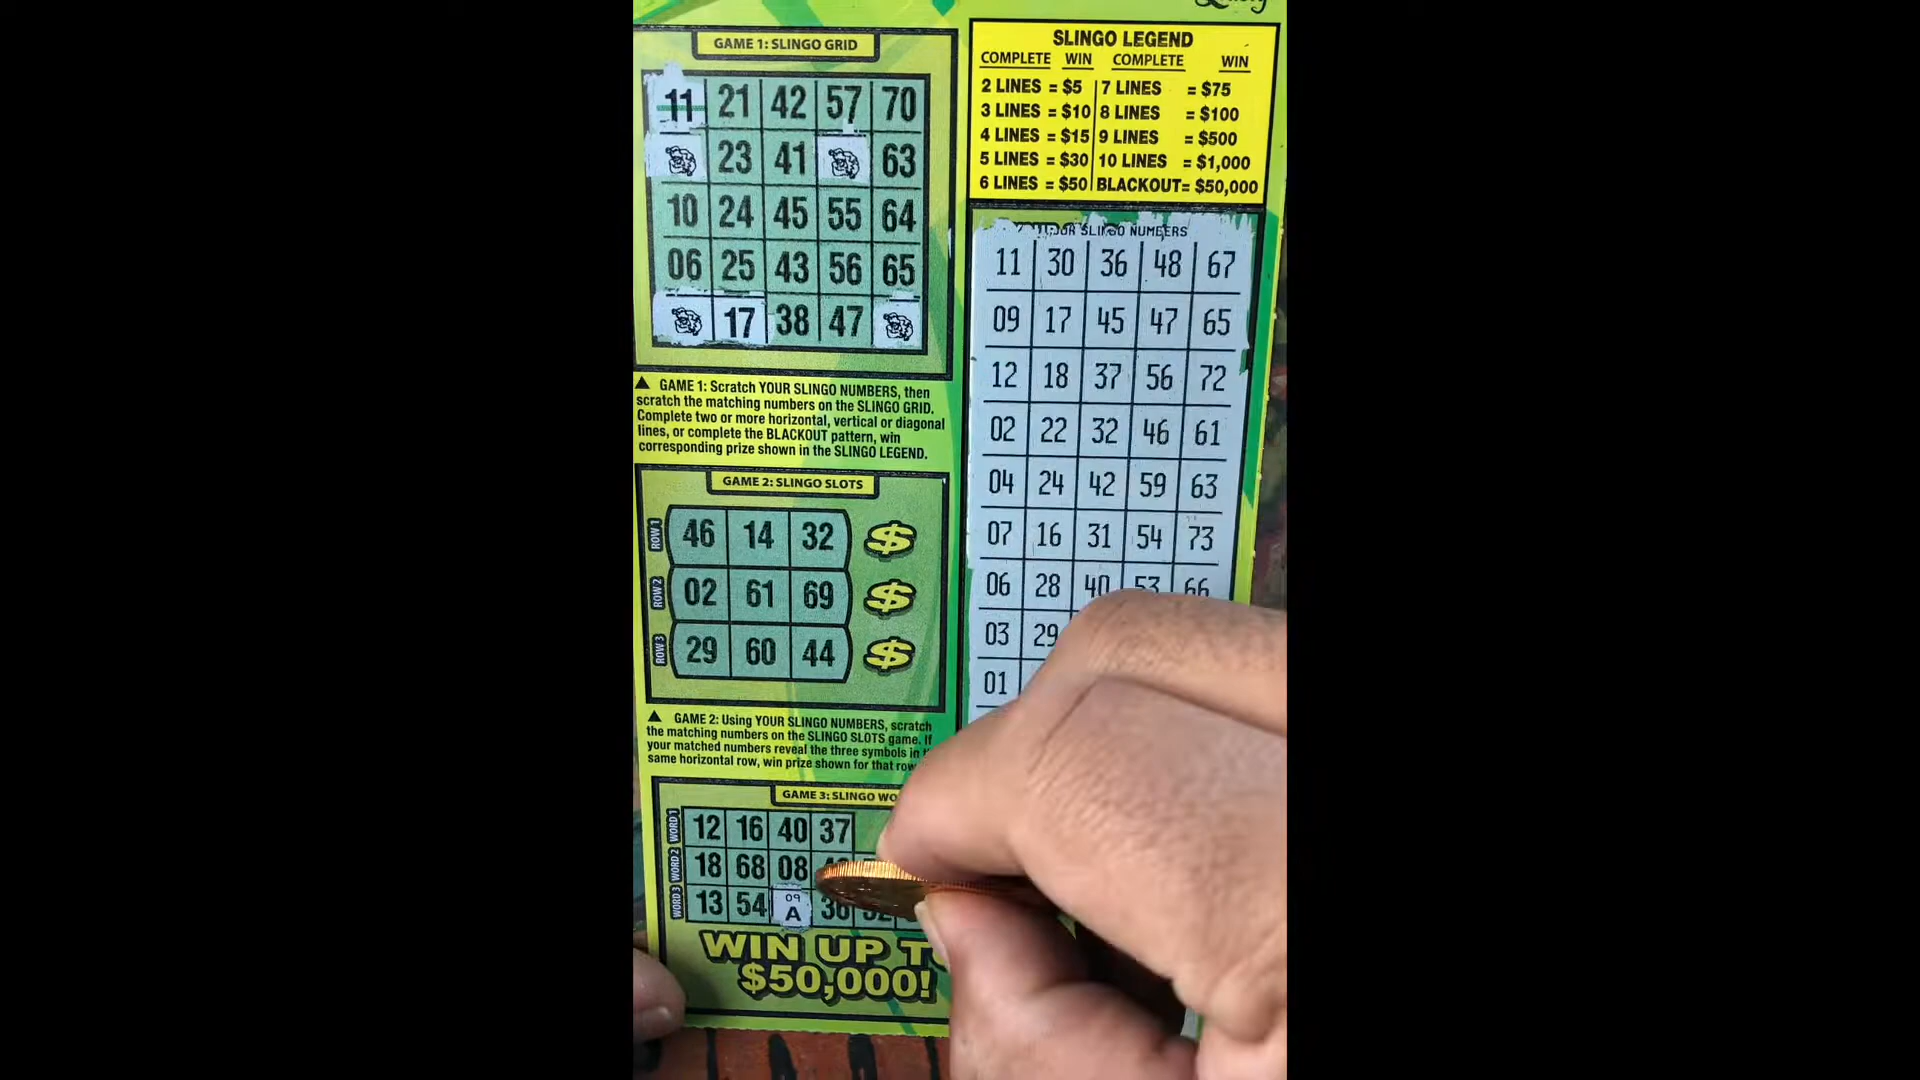 GAME 1: SLINGO GRID
11 21 42 57 70
23 41 63
10 24 45 55 64
06 25 43 56 65
17 38 47
▲ GAME 1: Scratch YOUR SLINGO NUMBERS, then
scratch the matching numbers on the SLINGO GRID.
Complete two or more horizontal, vertical or diagonal
lines, or complete the BLACKOUT pattern, win
corresponding prize shown in the SLINGO LEGEND.
GAME 2: SLINGO SLOTS
ROW 1 46 14 32 $
ROW 2 02 61 69 $
ROW 3 29 60 44 $
▲ GAME 2: Using YOUR SLINGO NUMBERS, scratch
the matching numbers on the SLINGO SLOTS game. If
your matched numbers reveal the three symbols in
same horizontal row, win prize shown for that row
GAME 3: SLINGO WO
WORD 1 12 16 40 37
WORD 2 18 68 08
WORD 3 13 54 09 A 36
WIN UP TO
$50,000!
SLINGO LEGEND
COMPLETE WIN COMPLETE WIN
2 LINES = $5 7 LINES = $75
3 LINES = $10 8 LINES = $100
4 LINES = $15 9 LINES = $500
5 LINES = $30 10 LINES = $1,000
6 LINES = $50 BLACKOUT = $50,000
YOUR SLINGO NUMBERS
11 30 36 48 67
09 17 45 47 65
12 18 37 56 72
02 22 32 46 61
04 24 42 59 63
07 16 31 54 73
06 28 40 53 66
03 29
01